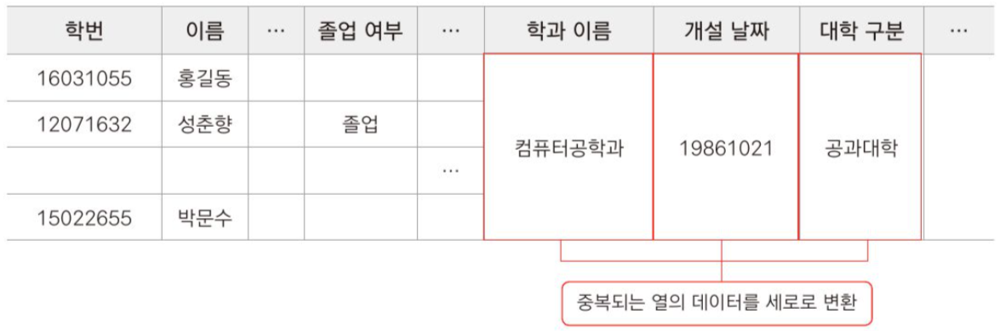 학번 이름 … 졸업 여부 … 학과 이름 개설 날짜 대학 구분 …
16031055 홍길동
12071632 성춘향 졸업
컴퓨터공학과 19861021 공과대학
…
15022655 박문수
중복되는 열의 데이터를 세로로 변환